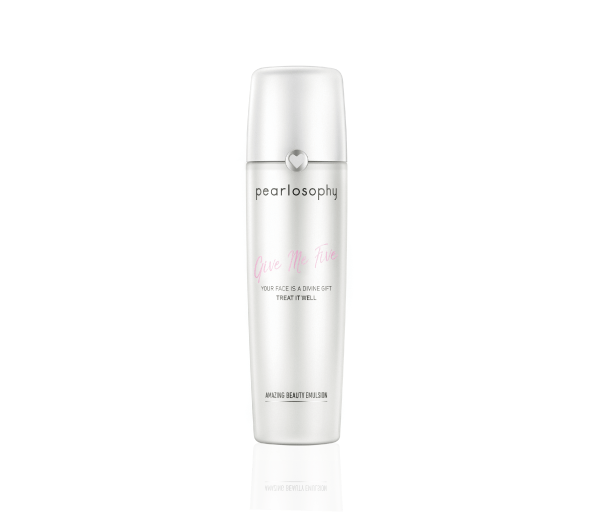 pearlosophy
Give Me Five
YOUR FACE IS A DIVINE GIFT
TREAT IT WELL
AMAZING BEAUTY EMULSION